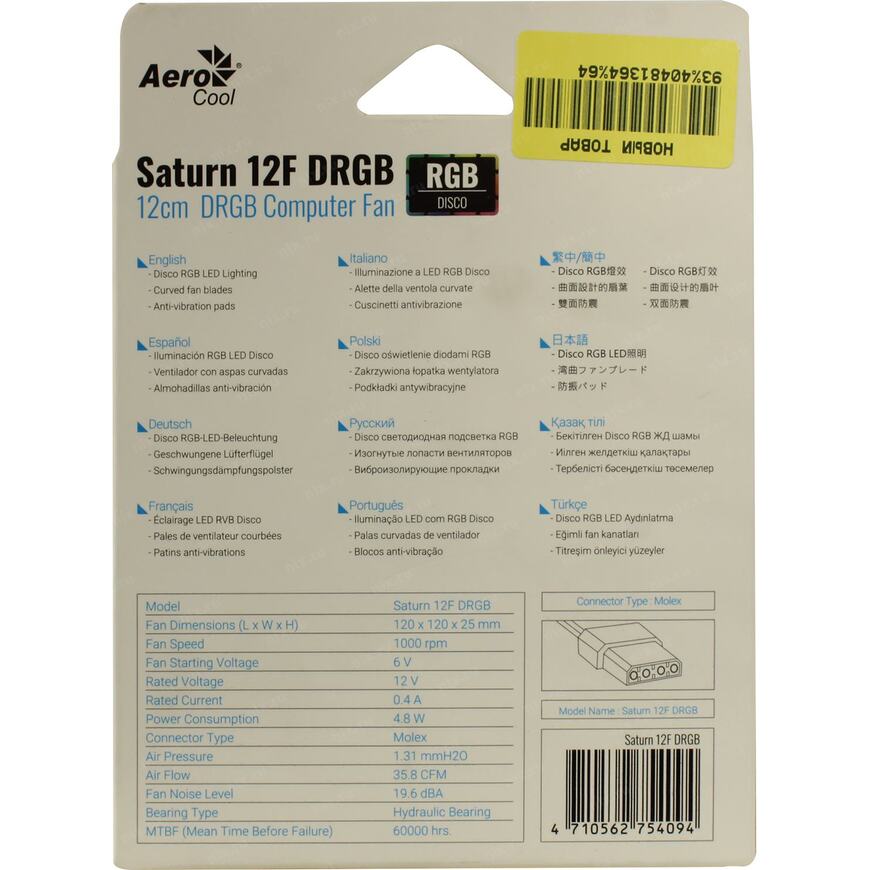 Aero
Cool
93%404813​64%64
НОВЫЙ ТОВАР
Saturn 12F DRGB
12cm DRGB Computer Fan
RGB
DISCO
English
- Disco RGB LED Lighting
- Curved fan blades
- Anti-vibration pads
Italiano
- Illuminazione a LED RGB Disco
- Alette della ventola curvate
- Cuscinetti antivibrazione
繁中/簡中
- Disco RGB燈效 - Disco RGB灯效
- 曲面設計的扇葉 - 曲面设计的扇叶
- 雙面防震 - 双面防震
Español
- Iluminación RGB LED Disco
- Ventilador con aspas curvadas
- Almohadillas anti-vibración
Polski
- Disco oświetlenie diodami RGB
- Zakrzywiona łopatka wentylatora
- Podkładki antywibracyjne
日本語
- Disco RGB LED照明
- 湾曲ファンブレード
- 防振パッド
Deutsch
- Disco RGB-LED-Beleuchtung
- Geschwungene Lüfterflügel
- Schwingungsdämpfungspolster
Русский
- Disco светодиодная подсветка RGB
- Изогнутые лопасти вентиляторов
- Виброизолирующие прокладки
Қазақ тілі
- Бекітілген Disco RGB ЖД шамы
- Иілген желдеткіш қалақтары
- Тербелісті бәсеңдеткіш төсемелер
Français
- Éclairage LED RVB Disco
- Pales de ventilateur courbées
- Patins anti-vibrations
Português
- Iluminação LED com RGB Disco
- Palas curvadas de ventilador
- Blocos anti-vibração
Türkçe
- Disco RGB LED Aydınlatma
- Eğimli fan kanatları
- Titreşim önleyici yüzeyler
Model Saturn 12F DRGB
Fan Dimensions (L x W x H) 120 x 120 x 25 mm
Fan Speed 1000 rpm
Fan Starting Voltage 6 V
Rated Voltage 12 V
Rated Current 0.4 A
Power Consumption 4.8 W
Connector Type Molex
Air Pressure 1.31 mmH2O
Air Flow 35.8 CFM
Fan Noise Level 19.6 dBA
Bearing Type Hydraulic Bearing
MTBF (Mean Time Before Failure) 60000 hrs.
Connector Type : Molex
Model Name : Saturn 12F DRGB
Saturn 12F DRGB
4 710562 754094